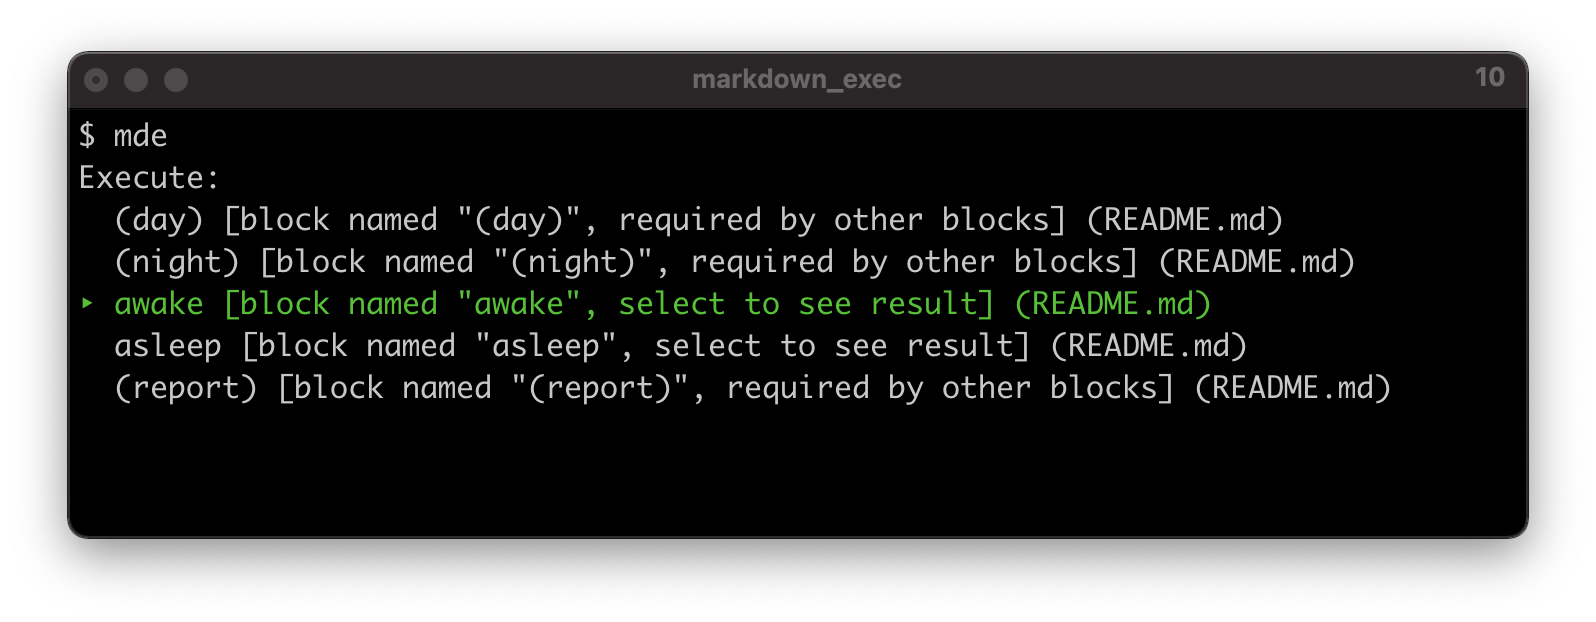 markdown_exec 10
$ mde
Execute:
(day) [block named "(day)", required by other blocks] (README.md)
(night) [block named "(night)", required by other blocks] (README.md)
‣ awake [block named "awake", select to see result] (README.md)
asleep [block named "asleep", select to see result] (README.md)
(report) [block named "(report)", required by other blocks] (README.md)